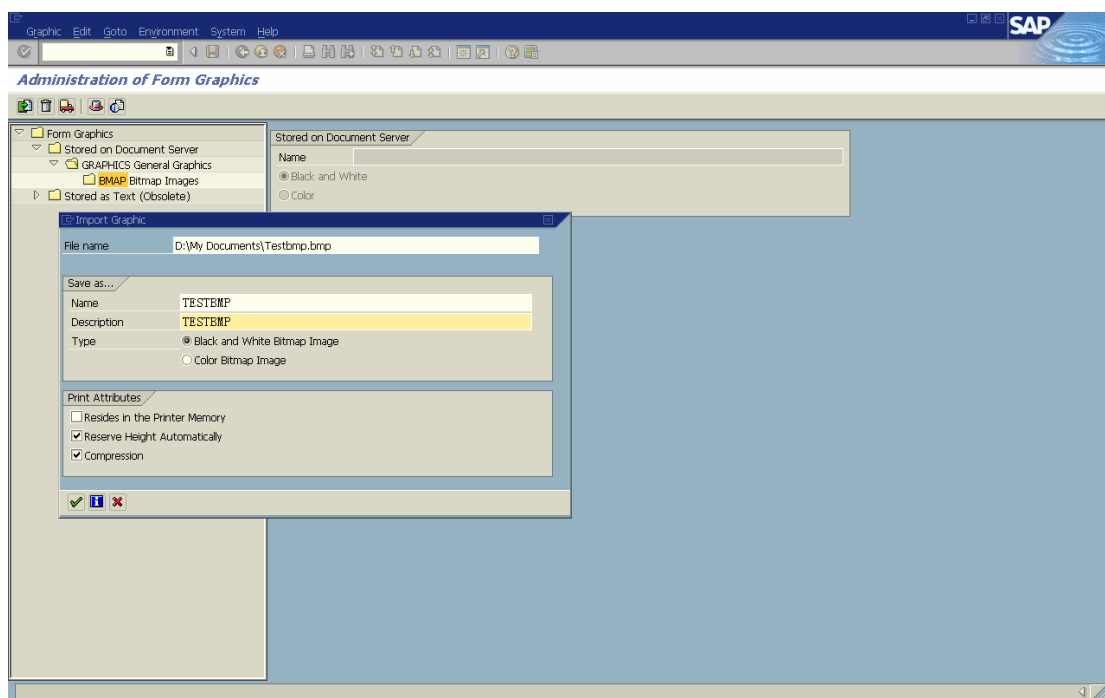 Graphic Edit Goto Environment System Help
SAP
Administration of Form Graphics
Form Graphics
Stored on Document Server
GRAPHICS General Graphics
BMAP Bitmap Images
Stored as Text (Obsolete)
Stored on Document Server
Name
Black and White
Color
Import Graphic
File name D:\My Documents\Testbmp.bmp
Save as...
Name TESTBMP
Description TESTBMP
Type Black and White Bitmap Image
Color Bitmap Image
Print Attributes
Resides in the Printer Memory
Reserve Height Automatically
Compression